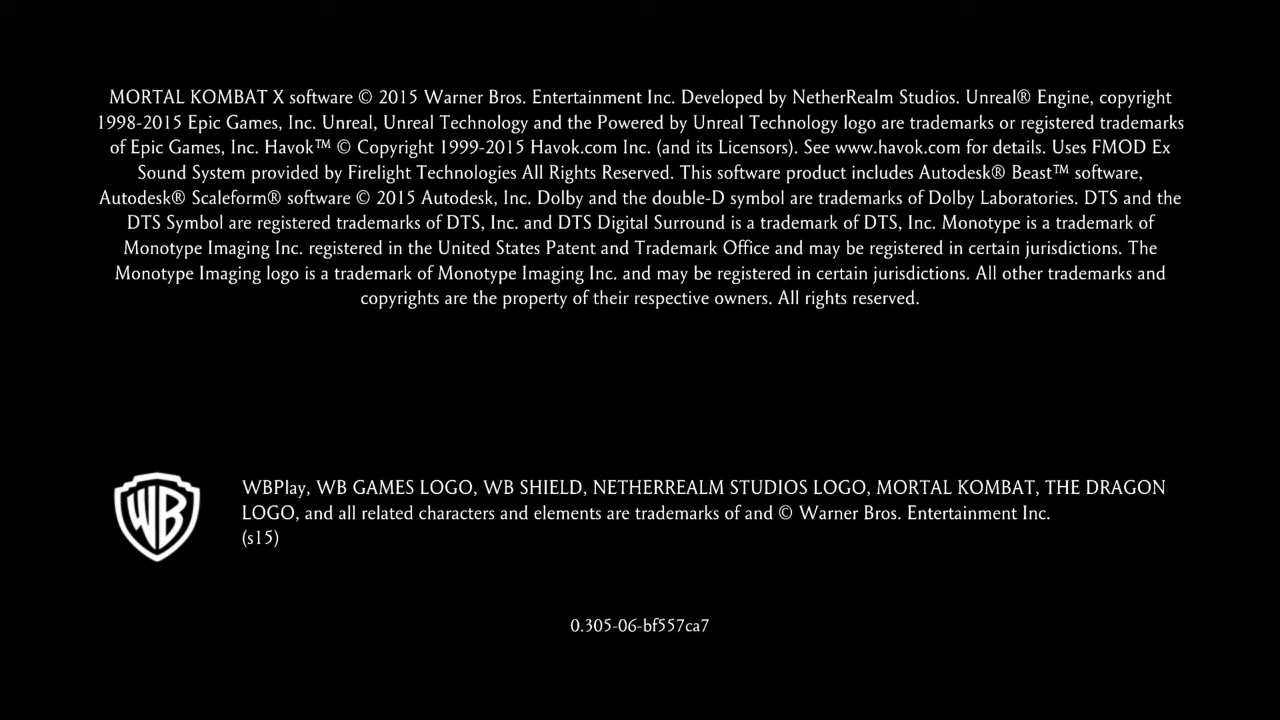 MORTAL KOMBAT X software © 2015 Warner Bros. Entertainment Inc. Developed by NetherRealm Studios. Unreal® Engine, copyright
1998-2015 Epic Games, Inc. Unreal, Unreal Technology and the Powered by Unreal Technology logo are trademarks or registered trademarks
of Epic Games, Inc. Havok™ © Copyright 1999-2015 Havok.com Inc. (and its Licensors). See www.havok.com for details. Uses FMOD Ex
Sound System provided by Firelight Technologies All Rights Reserved. This software product includes Autodesk® Beast™ software,
Autodesk® Scaleform® software © 2015 Autodesk, Inc. Dolby and the double-D symbol are trademarks of Dolby Laboratories. DTS and the
DTS Symbol are registered trademarks of DTS, Inc. and DTS Digital Surround is a trademark of DTS, Inc. Monotype is a trademark of
Monotype Imaging Inc. registered in the United States Patent and Trademark Office and may be registered in certain jurisdictions. The
Monotype Imaging logo is a trademark of Monotype Imaging Inc. and may be registered in certain jurisdictions. All other trademarks and
copyrights are the property of their respective owners. All rights reserved.
WB
WBPlay, WB GAMES LOGO, WB SHIELD, NETHERREALM STUDIOS LOGO, MORTAL KOMBAT, THE DRAGON
LOGO, and all related characters and elements are trademarks of and © Warner Bros. Entertainment Inc.
(s15)
0.305-06-bf557ca7